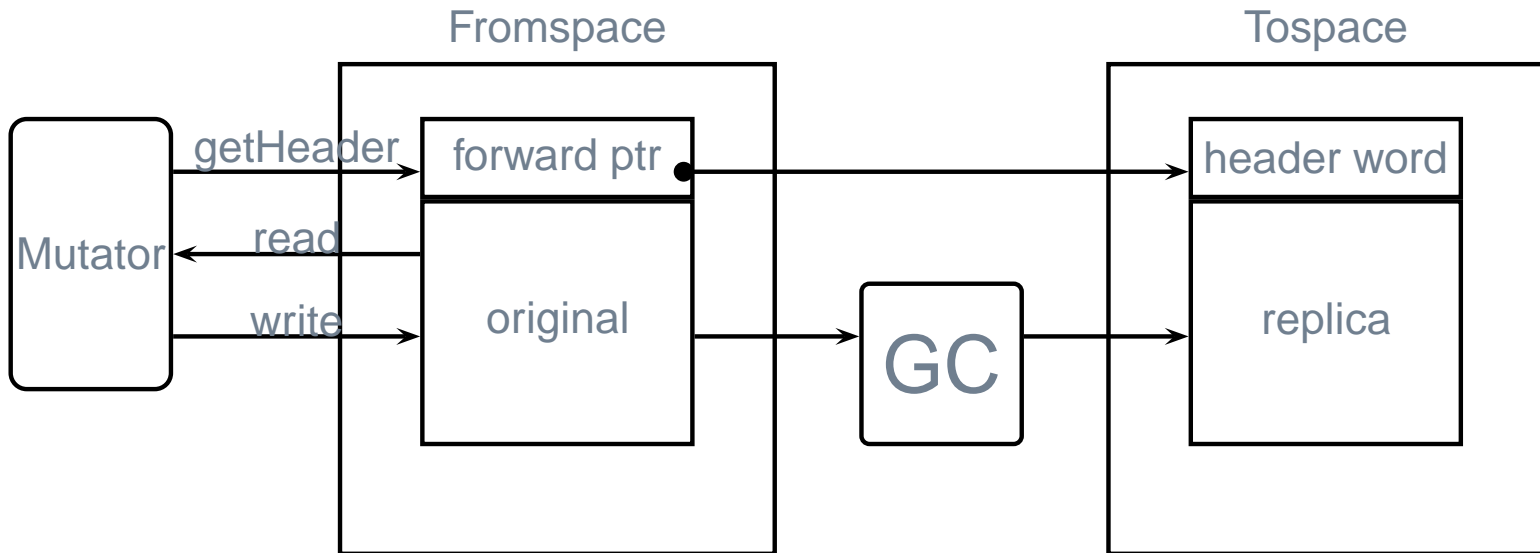 Fromspace
Tospace
getHeader
forward ptr
header word
Mutator
read
write
original
GC
replica